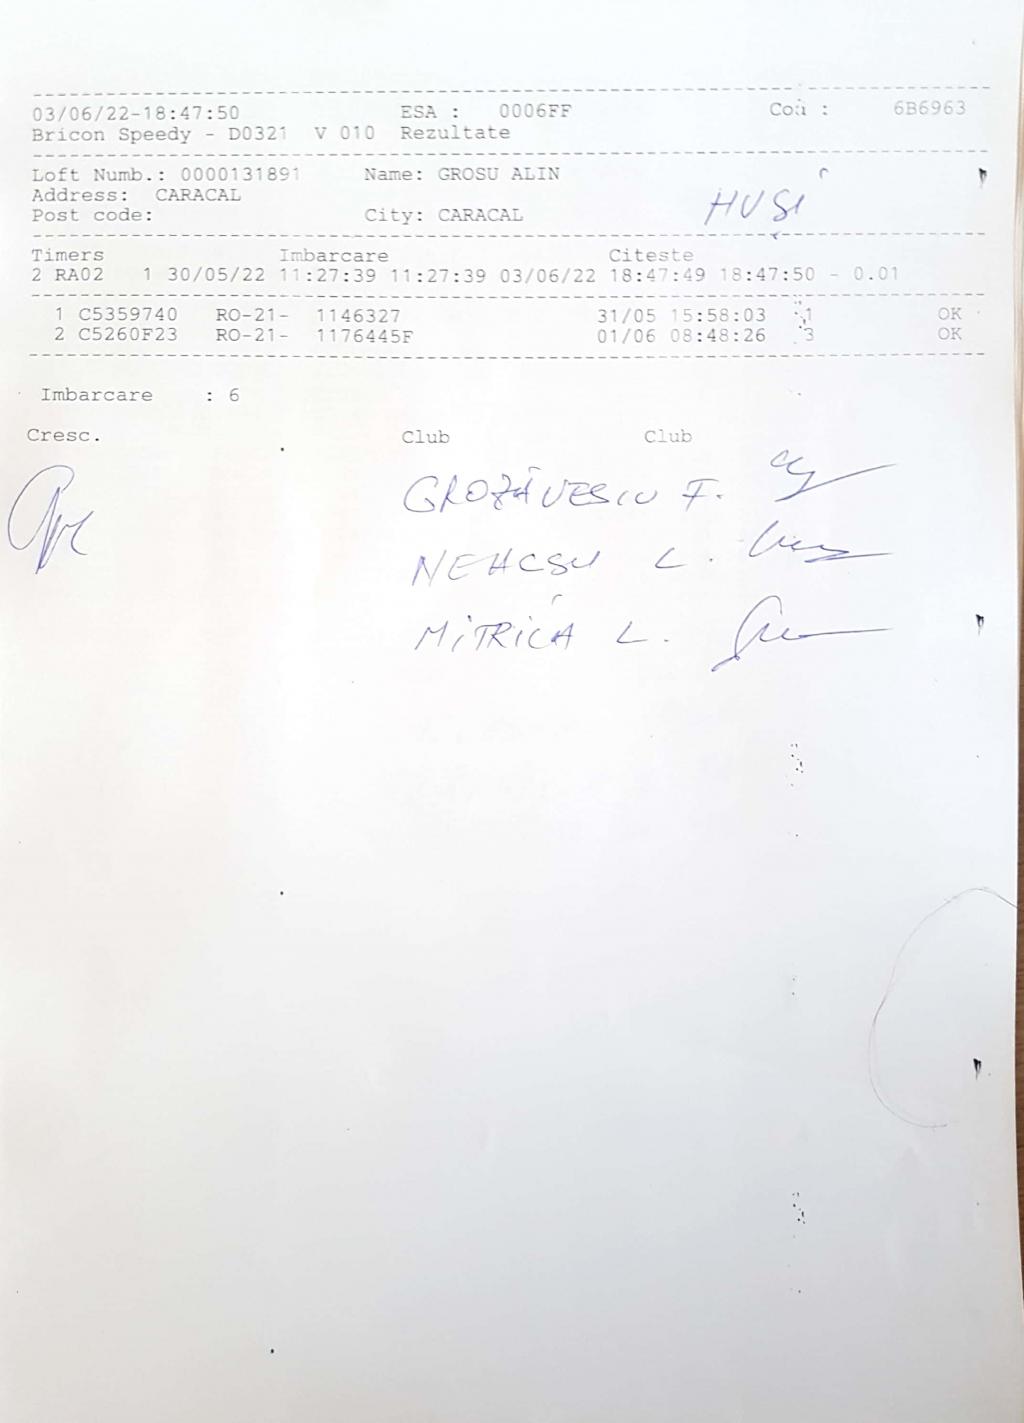 03/06/22-18:47:50 ESA : 0006FF Coa : 6B6963
Bricon Speedy - D0321 V 010 Rezultate
Loft Numb.: 0000131891 Name: GROSU ALIN
Address: CARACAL
Post code: City: CARACAL
HUȘI
Timers Imbarcare Citeste
2 RA02 1 30/05/22 11:27:39 11:27:39 03/06/22 18:47:49 18:47:50 - 0.01
1 C5359740 RO-21- 1146327 31/05 15:58:03 1 OK
2 C5260F23 RO-21- 1176445F 01/06 08:48:26 3 OK
Imbarcare : 6
Cresc. Club Club
GROZĂVESCU F.
NEACSU L.
MITRICĂ L.